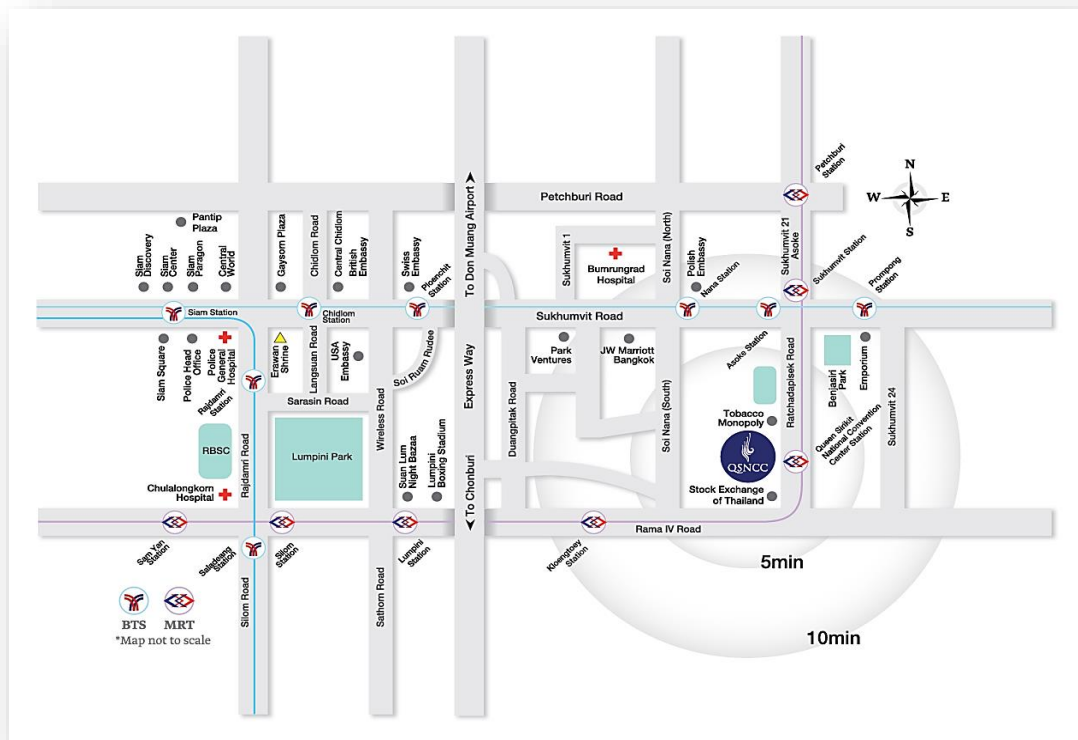 Petchburi
Station
N
W
E
S
Petchburi Road
To Don Muang Airport
Pantip
Plaza
Siam
Discovery
Siam
Center
Siam
Paragon
Central
World
Gaysorn Plaza
Chidlom Road
Central Chidlom
British
Embassy
Swiss
Embassy
Ploenchit
Station
Sukhumvit 1
Bumrungrad
Hospital
Soi Nana (North)
Polish
Embassy
Nana Station
Sukhumvit 21
Asoke
Sukhumvit Station
Prompong
Station
Siam Station
Chidlom
Station
Sukhumvit Road
Siam Square
Police Head
Office
Police
General
Hospital
Rajdamri
Station
Erawan
Shrine
Langsuan Road
USA
Embassy
Soi Ruam Rudee
Express Way
Park
Ventures
JW Marriott
Bangkok
Asoke Station
Ratchadapisek Road
Benjasiri
Park
Emporium
Sarasin Road
Wireless Road
Duangpitak Road
Soi Nana (South)
Tobacco
Monopoly
Queen Sirikit
National Convention
Center Station
Sukhumvit 24
RBSC
Rajdamri Road
Lumpini Park
Suan Lum
Night Bazaa
Lumpini
Boxing Stadium
To Chonburi
QSNCC
Chulalongkorn
Hospital
Stock Exchange
of Thailand
Rama IV Road
Sam Yan
Station
Saladeang
Station
Silom
Station
Lumpini
Station
Kloengtoey
Station
5min
Silom Road
Sathorn Road
BTS
MRT
*Map not to scale
10min